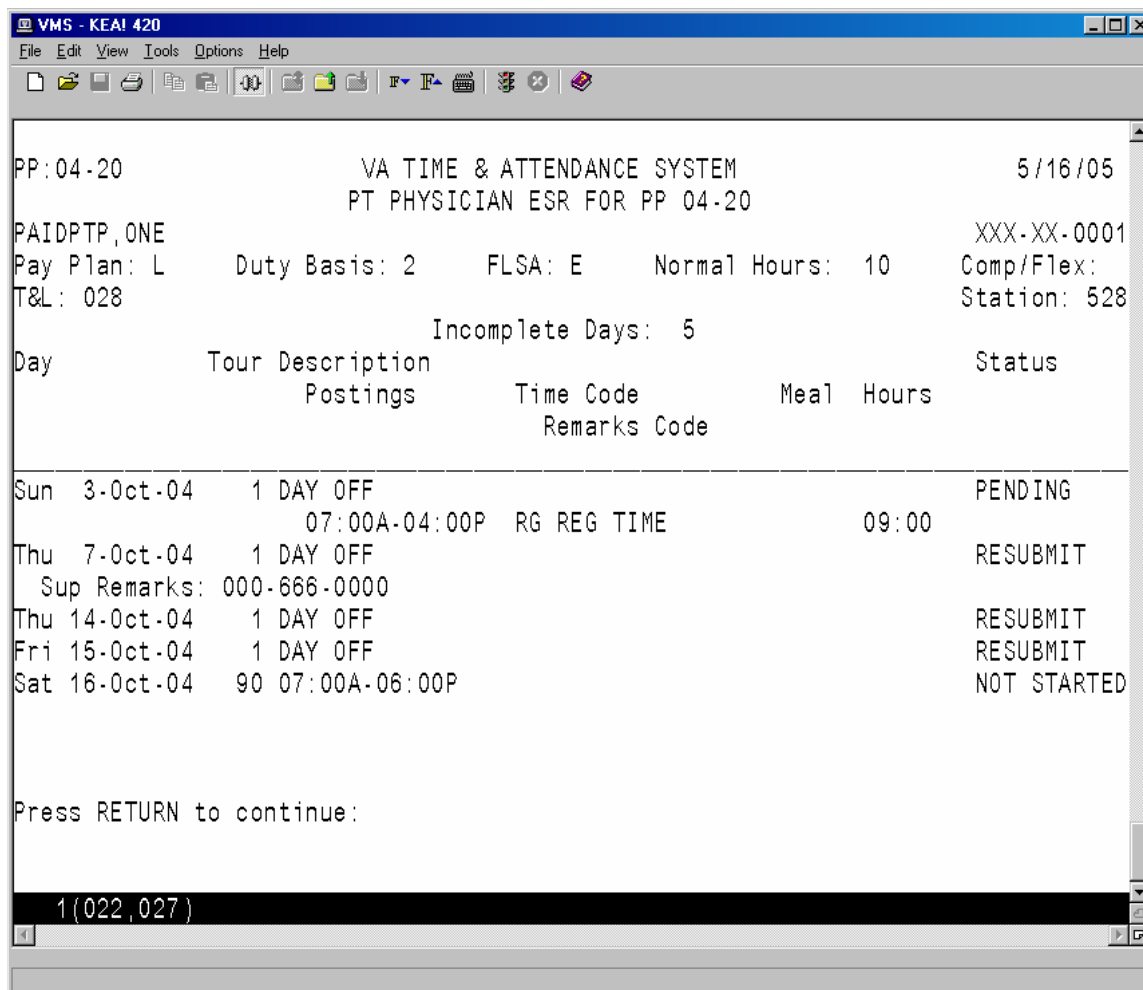 VMS - KEA! 420
File Edit View Tools Options Help
PP:04-20 VA TIME & ATTENDANCE SYSTEM 5/16/05
PT PHYSICIAN ESR FOR PP 04-20
PAIDPTP,ONE XXX-XX-0001
Pay Plan: L Duty Basis: 2 FLSA: E Normal Hours: 10 Comp/Flex:
T&L: 028 Station: 528
Incomplete Days: 5
Day Tour Description Status
Postings Time Code Meal Hours
Remarks Code
Sun 3-Oct-04 1 DAY OFF PENDING
07:00A-04:00P RG REG TIME 09:00
Thu 7-Oct-04 1 DAY OFF RESUBMIT
Sup Remarks: 000-666-0000
Thu 14-Oct-04 1 DAY OFF RESUBMIT
Fri 15-Oct-04 1 DAY OFF RESUBMIT
Sat 16-Oct-04 90 07:00A-06:00P NOT STARTED
Press RETURN to continue:
1(022,027)